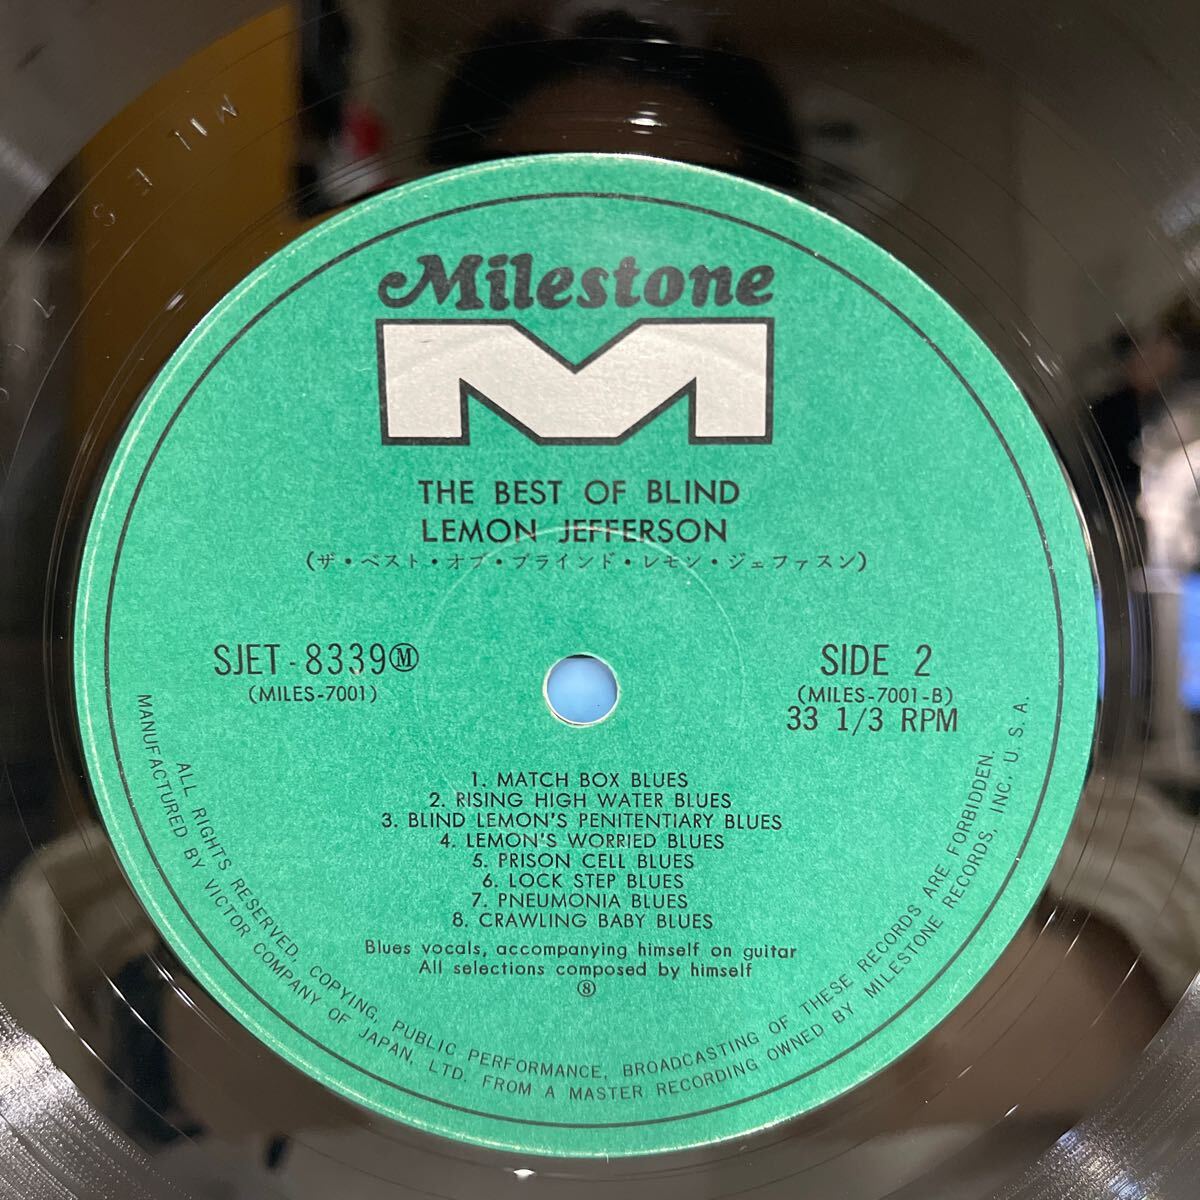 MILES
Milestone
M
THE BEST OF BLIND
LEMON JEFFERSON
(ザ・ベスト・オブ・ブラインド・レモン・ジェファスン)
SJET-8339Ⓜ
(MILES-7001)
SIDE 2
(MILES-7001-B)
33 1/3 RPM
1. MATCH BOX BLUES
2. RISING HIGH WATER BLUES
3. BLIND LEMON'S PENITENTIARY BLUES
4. LEMON'S WORRIED BLUES
5. PRISON CELL BLUES
6. LOCK STEP BLUES
7. PNEUMONIA BLUES
8. CRAWLING BABY BLUES
Blues vocals, accompanying himself on guitar
All selections composed by himself
⑧
ALL RIGHTS RESERVED, COPYING, PUBLIC PERFORMANCE, BROADCASTING OF THESE RECORDS ARE FORBIDDEN.
MANUFACTURED BY VICTOR COMPANY OF JAPAN, LTD. FROM A MASTER RECORDING OWNED BY MILESTONE RECORDS, INC., U.S.A.